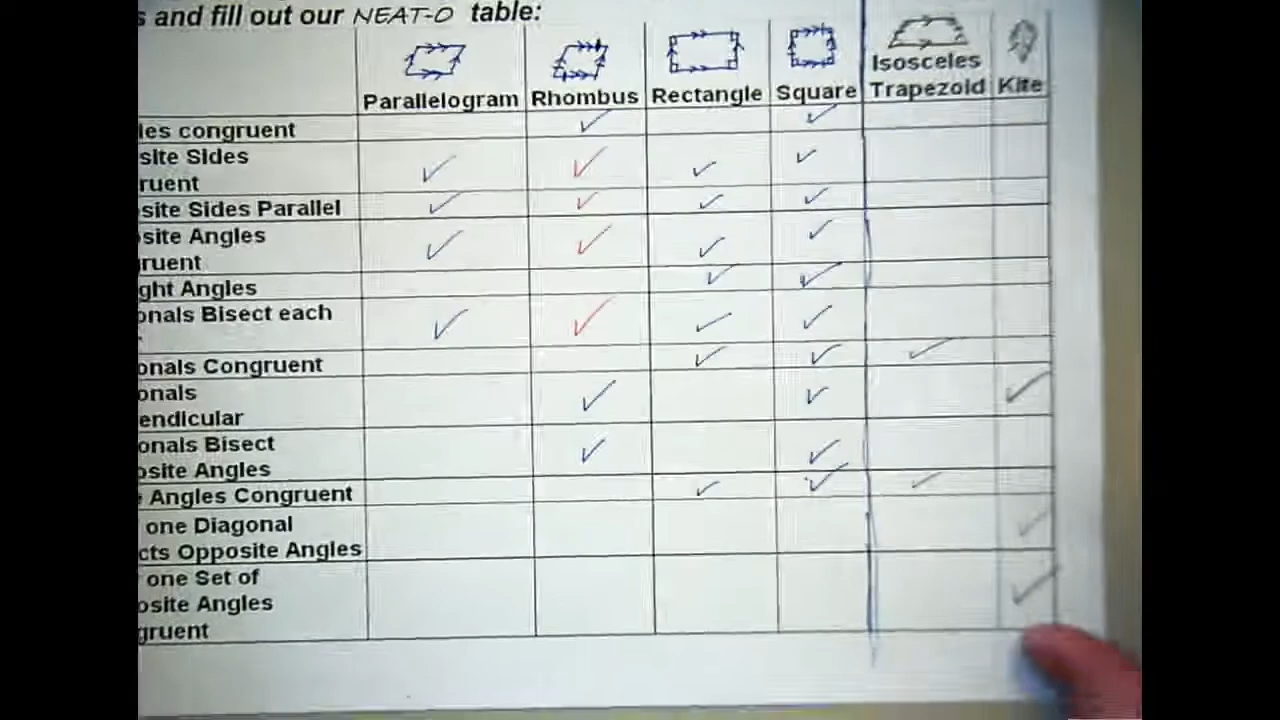 s and fill out our NEAT-O table:
Parallelogram Rhombus Rectangle Square Isosceles Trapezoid Kite
les congruent
site Sides
ruent
site Sides Parallel
site Angles
ruent
ght Angles
onals Bisect each
onals Congruent
onals
endicular
onals Bisect
osite Angles
Angles Congruent
one Diagonal
cts Opposite Angles
one Set of
osite Angles
gruent